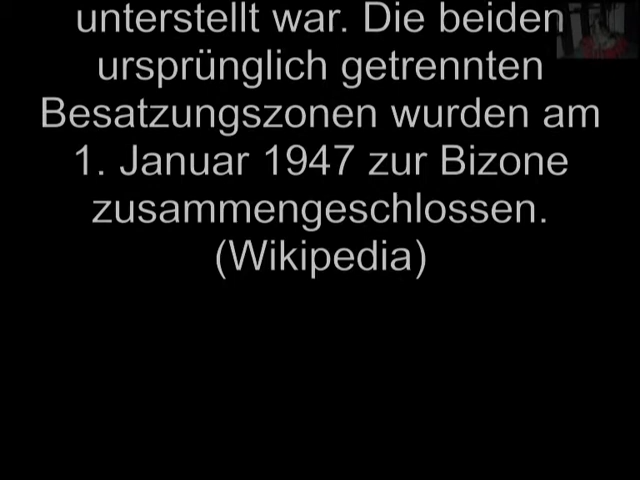 unterstellt war. Die beiden
ursprünglich getrennten
Besatzungszonen wurden am
1. Januar 1947 zur Bizone
zusammengeschlossen.
(Wikipedia)